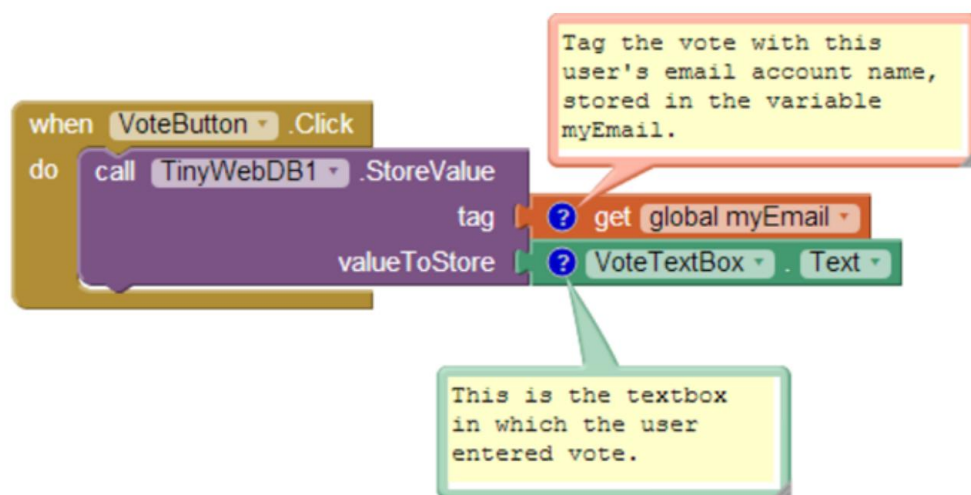 Tag the vote with this
user's email account name,
stored in the variable
myEmail.
when VoteButton .Click
do call TinyWebDB1 .StoreValue
tag ? get global myEmail
valueToStore ? VoteTextBox . Text
This is the textbox
in which the user
entered vote.